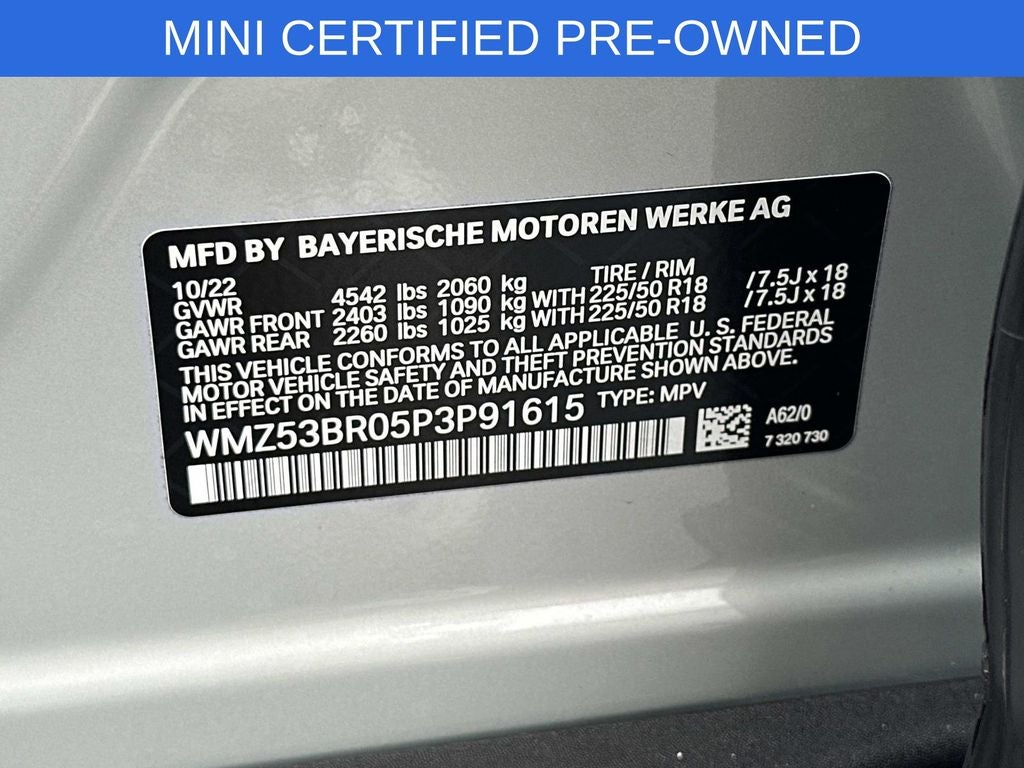 MINI CERTIFIED PRE-OWNED
MFD BY BAYERISCHE MOTOREN WERKE AG
10/22 TIRE / RIM
GVWR 4542 lbs 2060 kg
GAWR FRONT 2403 lbs 1090 kg WITH 225/50 R18 /7.5J x 18
GAWR REAR 2260 lbs 1025 kg WITH 225/50 R18 /7.5J x 18
THIS VEHICLE CONFORMS TO ALL APPLICABLE U. S. FEDERAL
MOTOR VEHICLE SAFETY AND THEFT PREVENTION STANDARDS
IN EFFECT ON THE DATE OF MANUFACTURE SHOWN ABOVE.
WMZ53BR05P3P91615 TYPE: MPV
A62/0
7 320 730